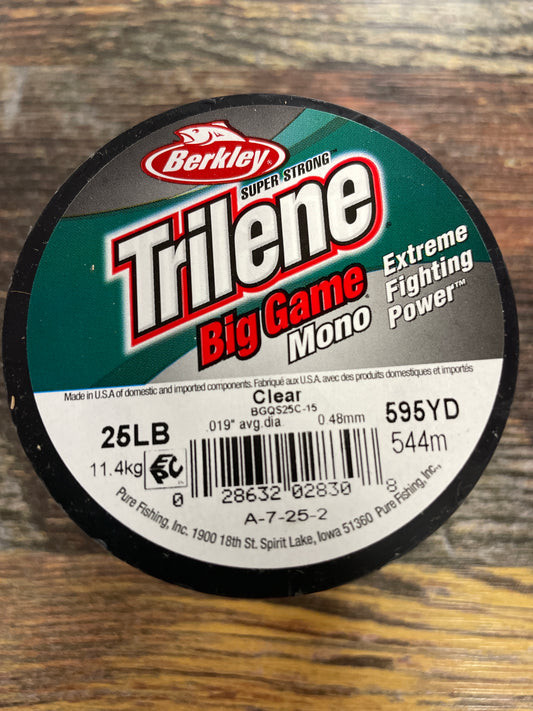 Berkley
SUPER STRONG™
Trilene®
Big Game®
Mono
Extreme
Fighting
Power™
Made in U.S.A of domestic and imported components. Fabriqué aux U.S.A. avec des produits domestiques et importés
Clear
BGQS25C-15
25LB
.019" avg.dia.
0.48mm
595YD
11.4kg
544m
0 28632 02830 8
A-7-25-2
Pure Fishing, Inc. 1900 18th St. Spirit Lake, Iowa 51360 Pure Fishing, Inc.,